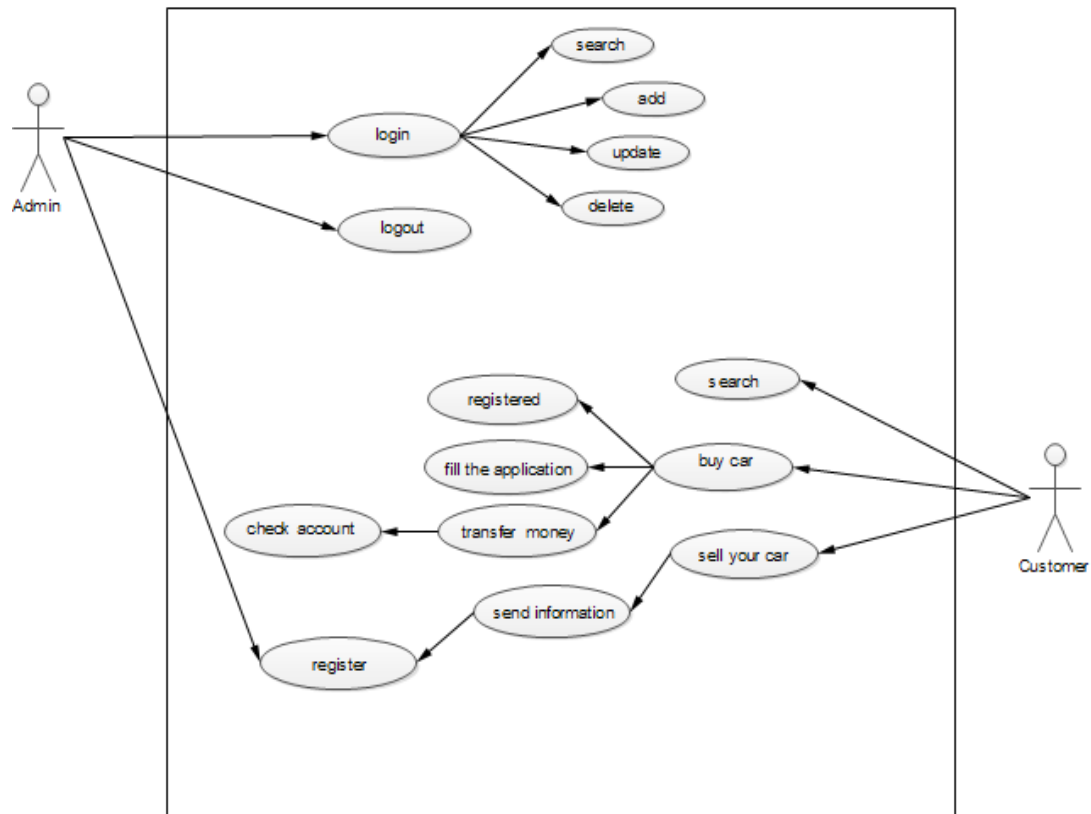 search
add
login
update
Admin
delete
logout
search
registered
buy car
fill the application
check account
transfer money
sell your car
Customer
send information
register